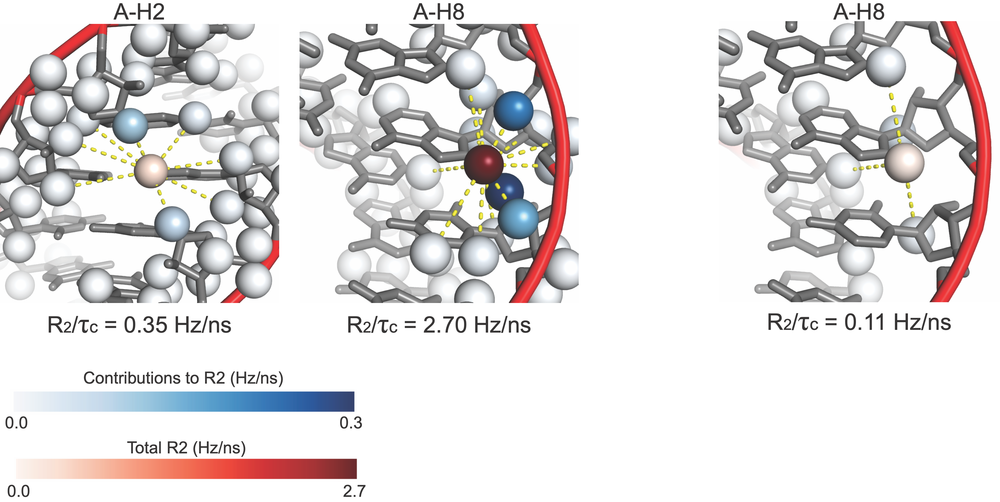 A-H2
A-H8
A-H8
R2/τc = 0.35 Hz/ns
R2/τc = 2.70 Hz/ns
R2/τc = 0.11 Hz/ns
Contributions to R2 (Hz/ns)
0.0
0.3
Total R2 (Hz/ns)
0.0
2.7